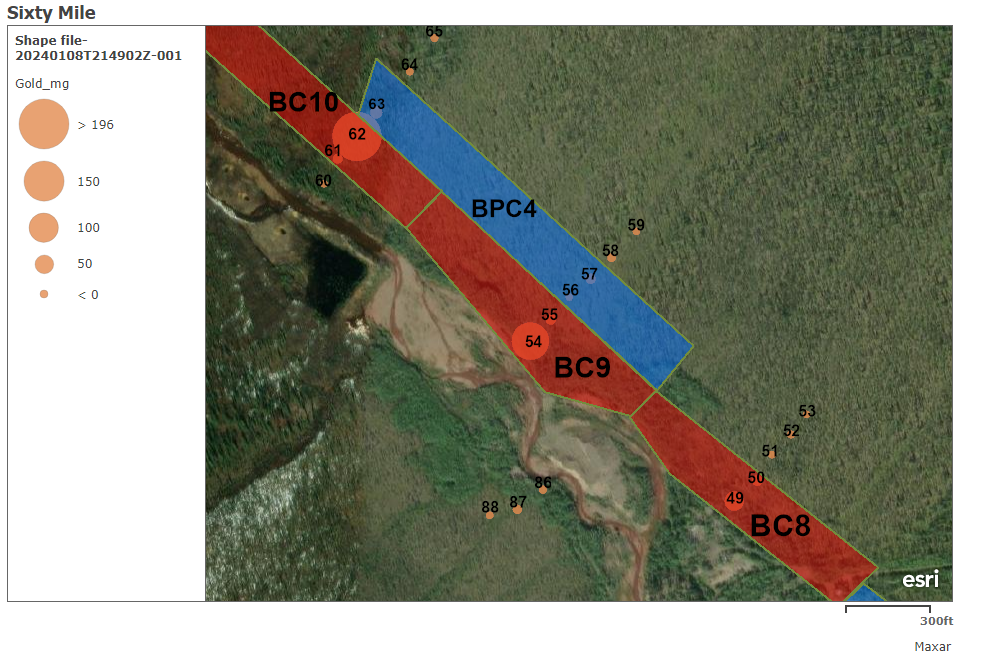 Sixty Mile
Shape file-
20240108T214902Z-001
Gold_mg
> 196
150
100
50
< 0
65
64
BC10
63
62
61
60
BPC4
59
58
57
56
55
54
BC9
53
52
51
50
49
BC8
86
87
88
esri
300ft
Maxar